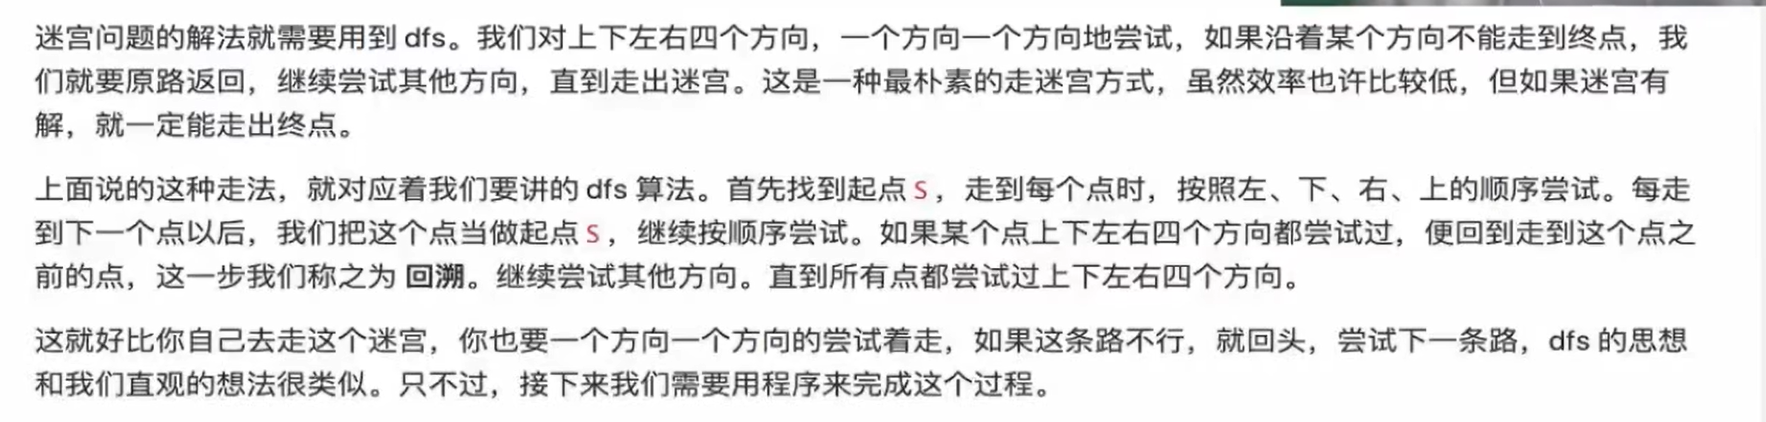 迷宫问题的解法就需要用到 dfs。我们对上下左右四个方向，一个方向一个方向地尝试，如果沿着某个方向不能走到终点，我
们就要原路返回，继续尝试其他方向，直到走出迷宫。这是一种最朴素的走迷宫方式，虽然效率也许比较低，但如果迷宫有
解，就一定能走出终点。
上面说的这种走法，就对应着我们要讲的 dfs 算法。首先找到起点 S ，走到每个点时，按照左、下、右、上的顺序尝试。每走
到下一个点以后，我们把这个点当做起点 S ，继续按顺序尝试。如果某个点上下左右四个方向都尝试过，便回到走到这个点之
前的点，这一步我们称之为 回溯。继续尝试其他方向。直到所有点都尝试过上下左右四个方向。
这就好比你自己去走这个迷宫，你也要一个方向一个方向的尝试着走，如果这条路不行，就回头，尝试下一条路，dfs 的思想
和我们直观的想法很类似。只不过，接下来我们需要用程序来完成这个过程。